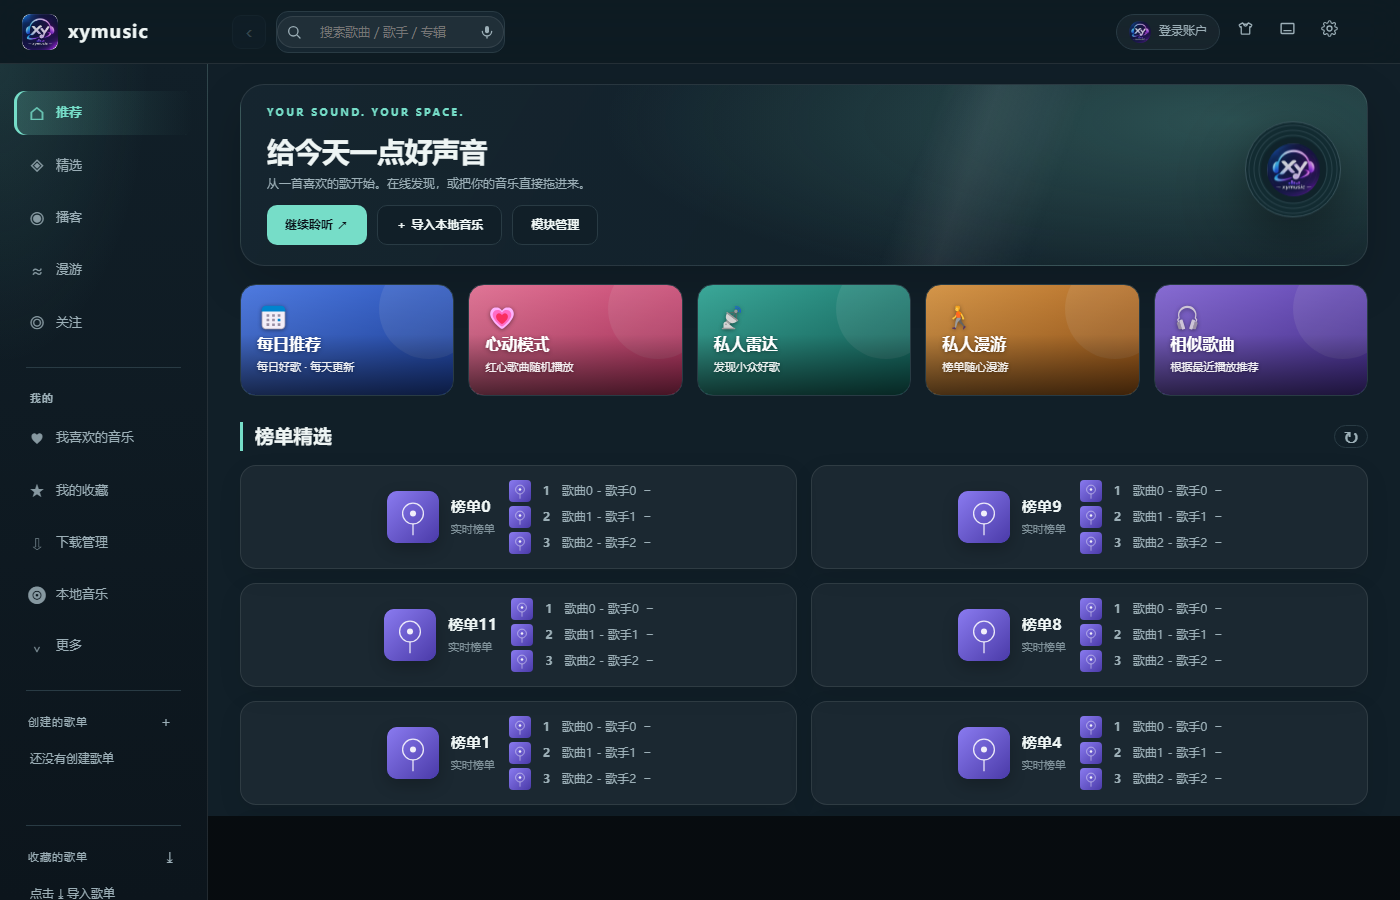 xymusic
搜索歌曲 / 歌手 / 专辑
登录账户
推荐
精选
播客
漫游
关注
我的
我喜欢的音乐
我的收藏
下载管理
本地音乐
更多
创建的歌单 +
还没有创建歌单
收藏的歌单
点击↓导入歌单
YOUR SOUND. YOUR SPACE.
给今天一点好声音
从一首喜欢的歌开始。在线发现，或把你的音乐直接拖进来。
继续聆听 ↗
+ 导入本地音乐
模块管理
每日推荐
每日好歌 · 每天更新
心动模式
红心歌曲随机播放
私人雷达
发现小众好歌
私人漫游
榜单随心漫游
相似歌曲
根据最近播放推荐
榜单精选
榜单0
实时榜单
1 歌曲0 - 歌手0 –
2 歌曲1 - 歌手1 –
3 歌曲2 - 歌手2 –
榜单9
实时榜单
1 歌曲0 - 歌手0 –
2 歌曲1 - 歌手1 –
3 歌曲2 - 歌手2 –
榜单11
实时榜单
1 歌曲0 - 歌手0 –
2 歌曲1 - 歌手1 –
3 歌曲2 - 歌手2 –
榜单8
实时榜单
1 歌曲0 - 歌手0 –
2 歌曲1 - 歌手1 –
3 歌曲2 - 歌手2 –
榜单1
实时榜单
1 歌曲0 - 歌手0 –
2 歌曲1 - 歌手1 –
3 歌曲2 - 歌手2 –
榜单4
实时榜单
1 歌曲0 - 歌手0 –
2 歌曲1 - 歌手1 –
3 歌曲2 - 歌手2 –